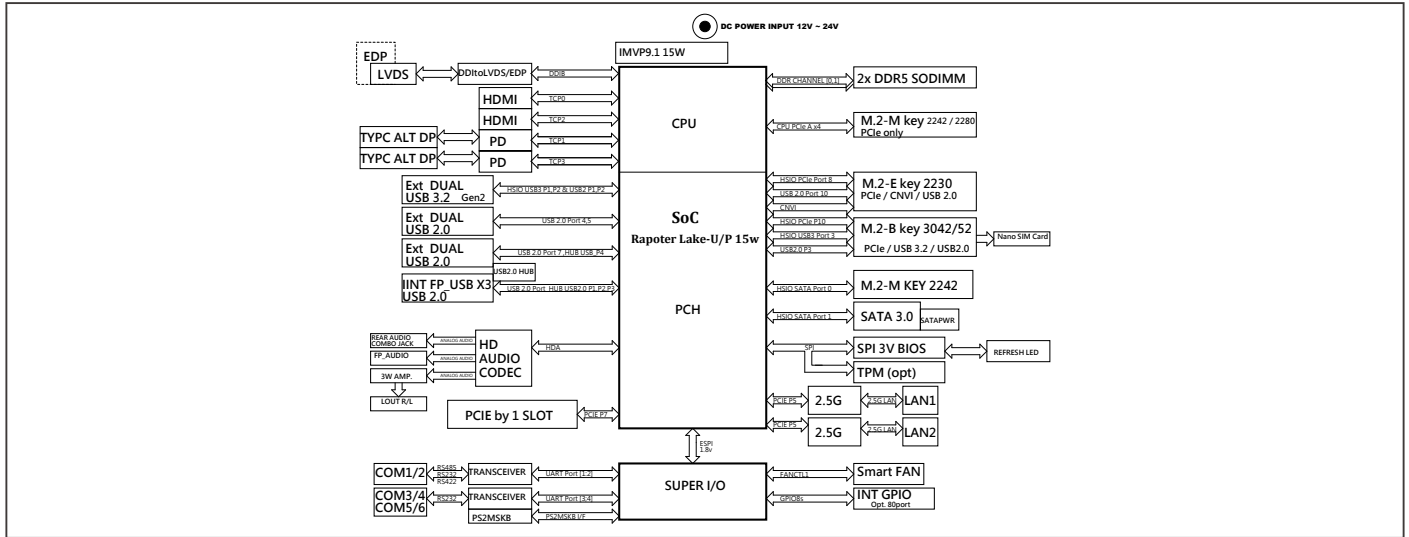 DC POWER INPUT 12V ~ 24V
IMVP9.1 15W
EDP
LVDS
DDItoLVDS/EDP
DDIB
HDMI
TCP0
HDMI
TCP2
TYPC ALT DP
PD
TCP1
TYPC ALT DP
PD
TCP3
Ext DUAL
USB 3.2 Gen2
HSIO USB3 P1,P2 & USB2 P1,P2
Ext DUAL
USB 2.0
USB 2.0 Port 4,5
Ext DUAL
USB 2.0
USB 2.0 Port 7 ,HUB USB_P4
USB2.0 HUB
IINT FP_USB X3
USB 2.0
USB 2.0 Port HUB USB2.0 P1,P2,P3
REAR AUDIO
COMBO JACK
ANALOG AUDIO
FP_AUDIO
ANALOG AUDIO
3W AMP.
ANALOG AUDIO
LOUT R/L
HD
AUDIO
CODEC
HDA
PCIE by 1 SLOT
PCIE P7
CPU
SoC
Rapoter Lake-U/P 15w
PCH
DDR CHANNEL [0,1]
2x DDR5 SODIMM
CPU PCIe A x4
M.2-M key 2242 / 2280
PCIe only
HSIO PCIe Port 8
USB 2.0 Port 10
CNVI
M.2-E key 2230
PCIe / CNVI / USB 2.0
HSIO PCIe P10
HSIO USB3 Port 3
USB2.0 P3
M.2-B key 3042/52
PCIe / USB 3.2 / USB2.0
Nano SIM Card
HSIO SATA Port 0
M.2-M KEY 2242
HSIO SATA Port 1
SATA 3.0
SATAPWR
SPI
SPI 3V BIOS
REFRESH LED
TPM (opt)
PCIE P5
2.5G
2.5G LAN
LAN1
PCIE P5
2.5G
2.5G LAN
LAN2
ESPI
1.8v
SUPER I/O
COM1/2
RS485
RS232
RS422
TRANSCEIVER
UART Port [1:2]
COM3/4
COM5/6
RS232
TRANSCEIVER
UART Port [3;4]
PS2MSKB
PS2MSKB I/F
FANCTL1
Smart FAN
GPIO8s
INT GPIO
Opt. 80port